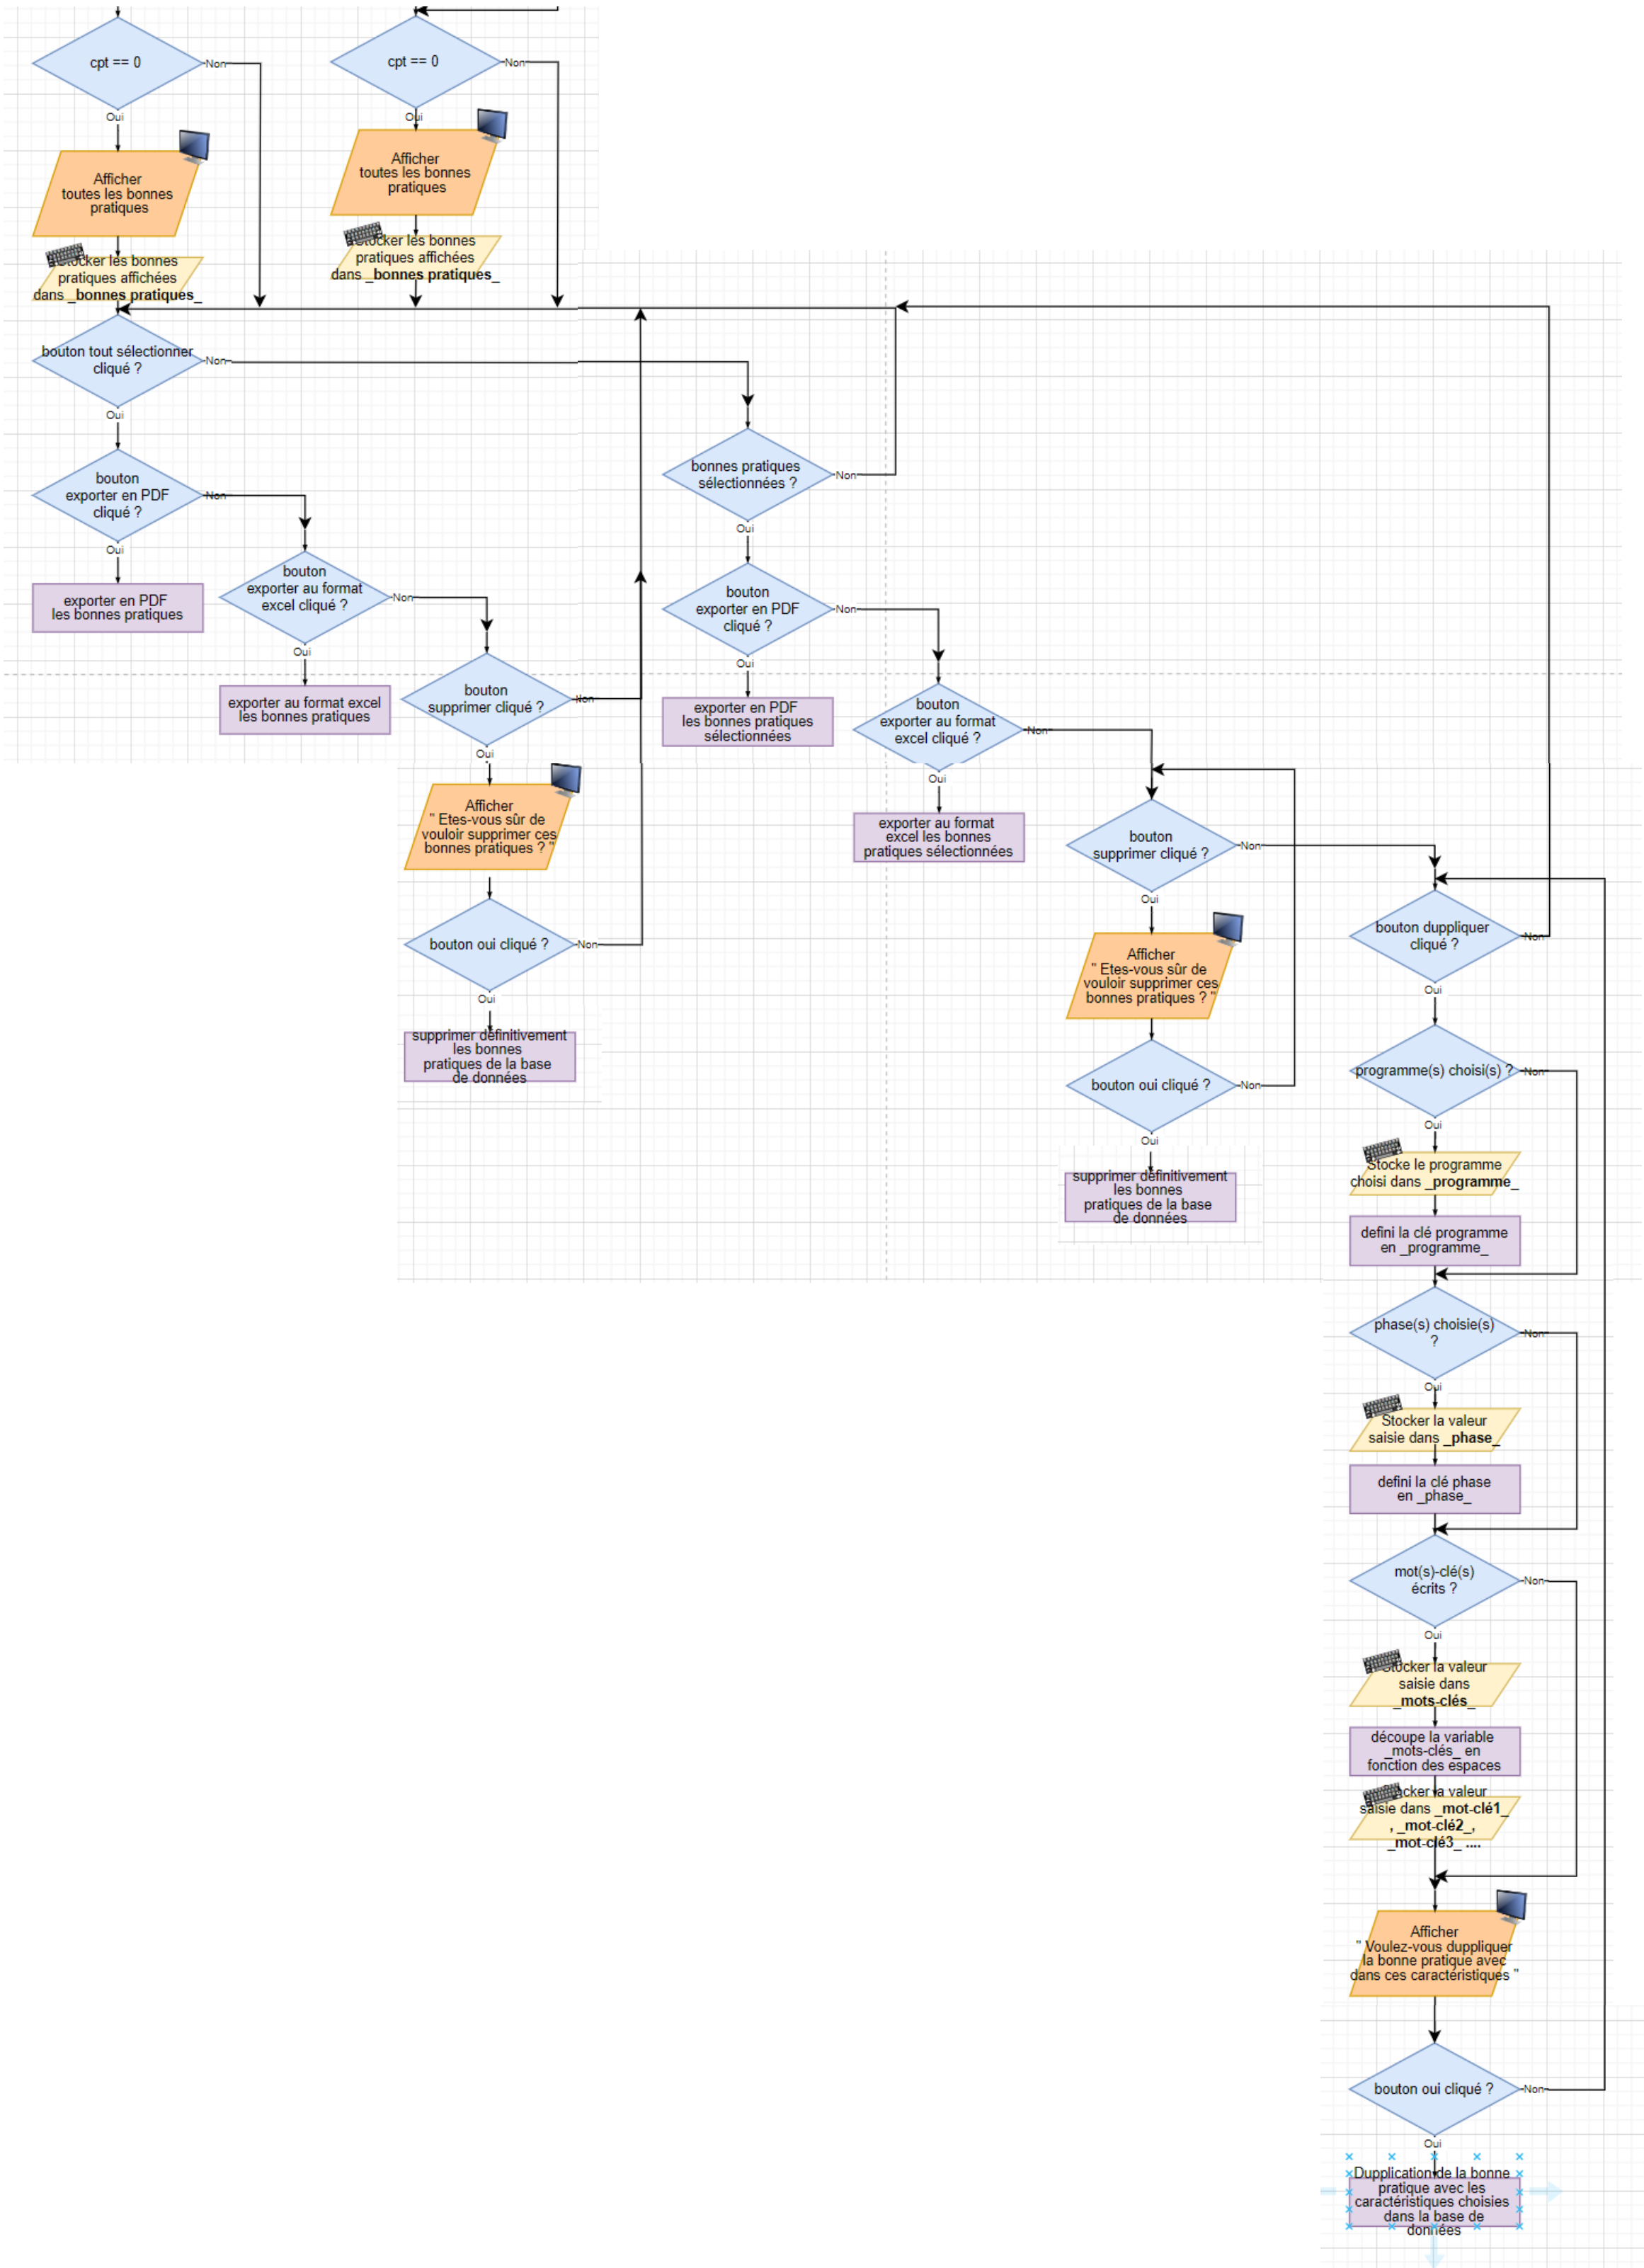 cpt == 0
Non
Oui
Afficher
toutes les bonnes
pratiques
Stocker les bonnes
pratiques affichées
dans _bonnes pratiques_
cpt == 0
Non
Oui
Afficher
toutes les bonnes
pratiques
Stocker les bonnes
pratiques affichées
dans _bonnes pratiques_
bouton tout sélectionner
cliqué ?
Non
Oui
bouton
exporter en PDF
cliqué ?
Non
Oui
exporter en PDF
les bonnes pratiques
bouton
exporter au format
excel cliqué ?
Non
Oui
exporter au format excel
les bonnes pratiques
bouton
supprimer cliqué ?
Non
Oui
Afficher
" Etes-vous sûr de
vouloir supprimer ces
bonnes pratiques ? "
bouton oui cliqué ?
Non
Oui
supprimer définitivement
les bonnes
pratiques de la base
de données
bonnes pratiques
sélectionnées ?
Non
Oui
bouton
exporter en PDF
cliqué ?
Non
Oui
exporter en PDF
les bonnes pratiques
sélectionnées
bouton
exporter au format
excel cliqué ?
Non
Oui
exporter au format
excel les bonnes
pratiques sélectionnées
bouton
supprimer cliqué ?
Non
Oui
Afficher
" Etes-vous sûr de
vouloir supprimer ces
bonnes pratiques ? "
bouton oui cliqué ?
Non
Oui
supprimer définitivement
les bonnes
pratiques de la base
de données
bouton duppliquer
cliqué ?
Non
Oui
programme(s) choisi(s) ?
Non
Oui
Stocke le programme
choisi dans _programme_
defini la clé programme
en _programme_
phase(s) choisie(s)
?
Non
Oui
Stocker la valeur
saisie dans _phase_
defini la clé phase
en _phase_
mot(s)-clé(s)
écrits ?
Non
Oui
Stocker la valeur
saisie dans
_mots-clés_
découpe la variable
_mots-clés_ en
fonction des espaces
Stocker la valeur
saisie dans _mot-clé1_
, _mot-clé2_,
_mot-clé3_ ....
Afficher
" Voulez-vous duppliquer
la bonne pratique avec
dans ces caractéristiques "
bouton oui cliqué ?
Non
Oui
Dupplication de la bonne
pratique avec les
caractéristiques choisies
dans la base de
données